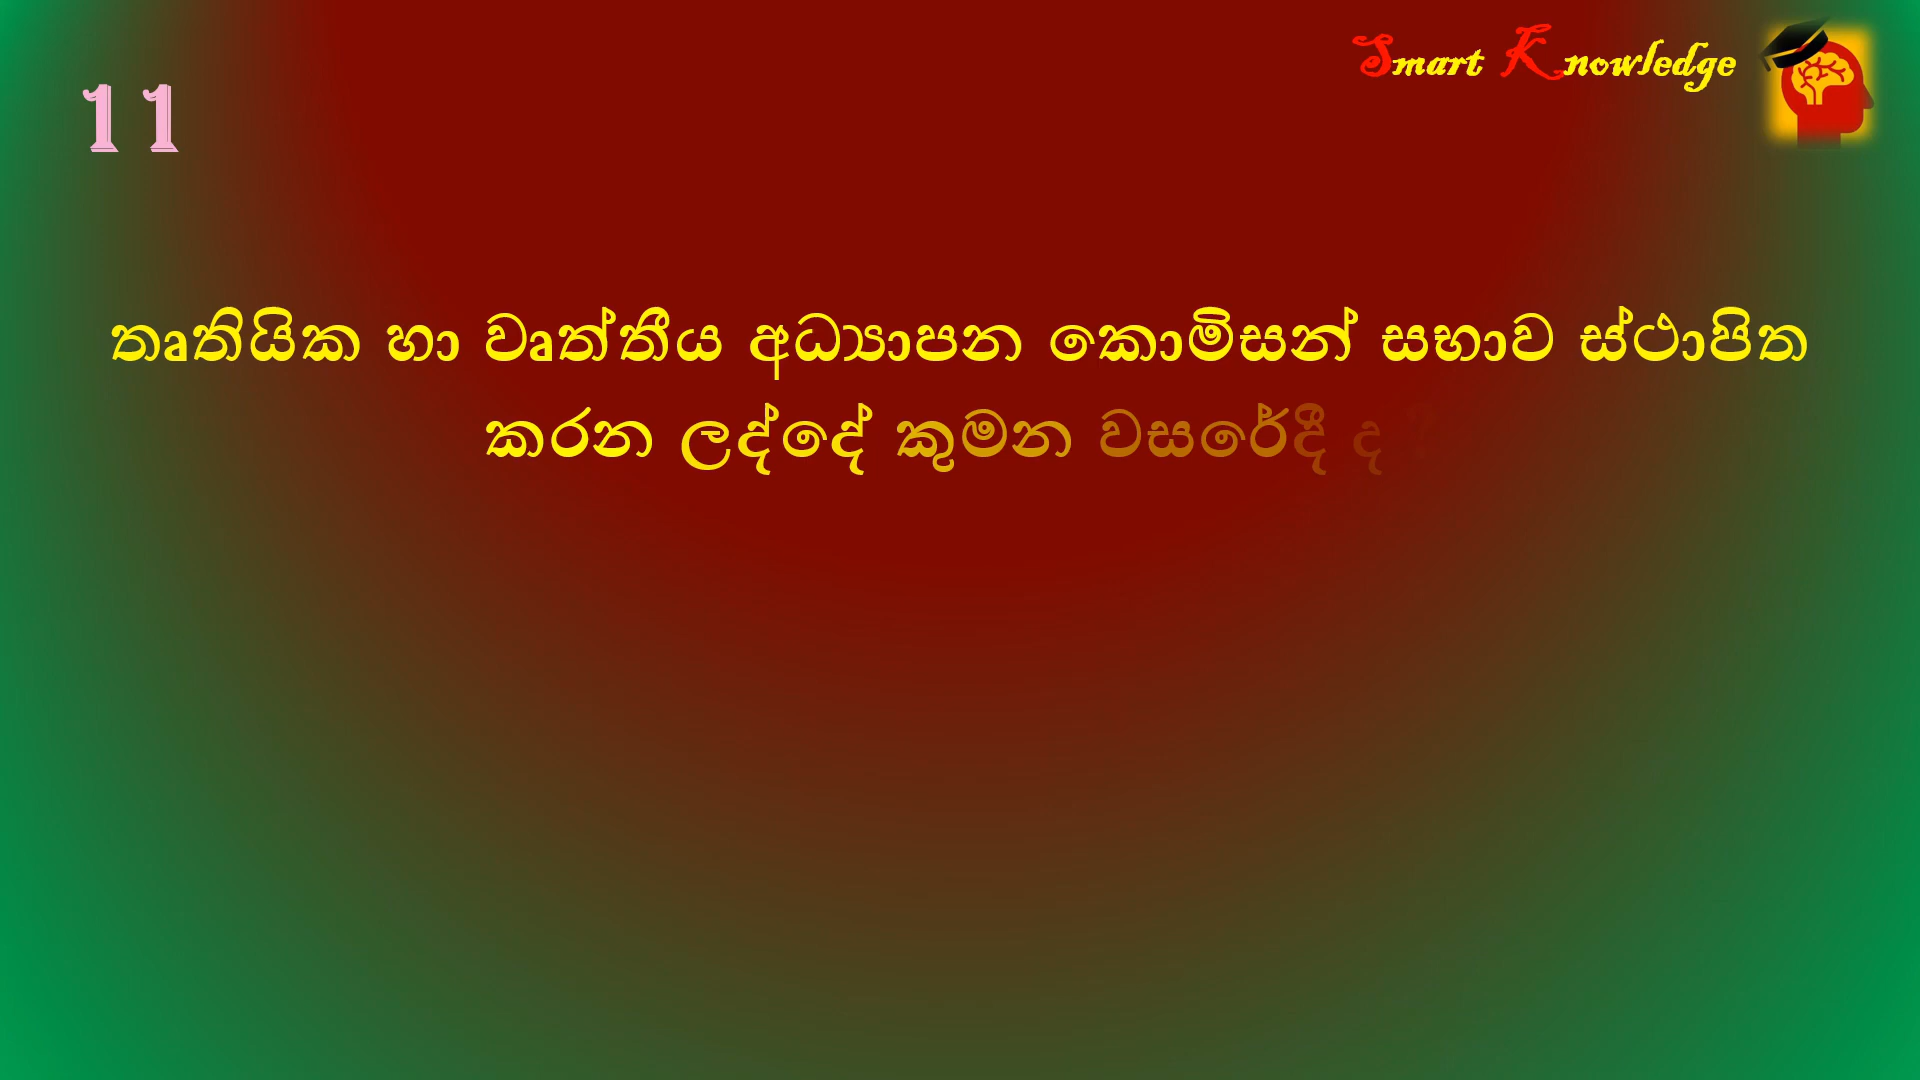 Smart Knowledge
11
තෘතියික හා වෘත්තීය අධ්‍යාපන කොමිසන් සභාව ස්ථාපිත
කරන ලද්දේ කුමන වසරේදී ද ?